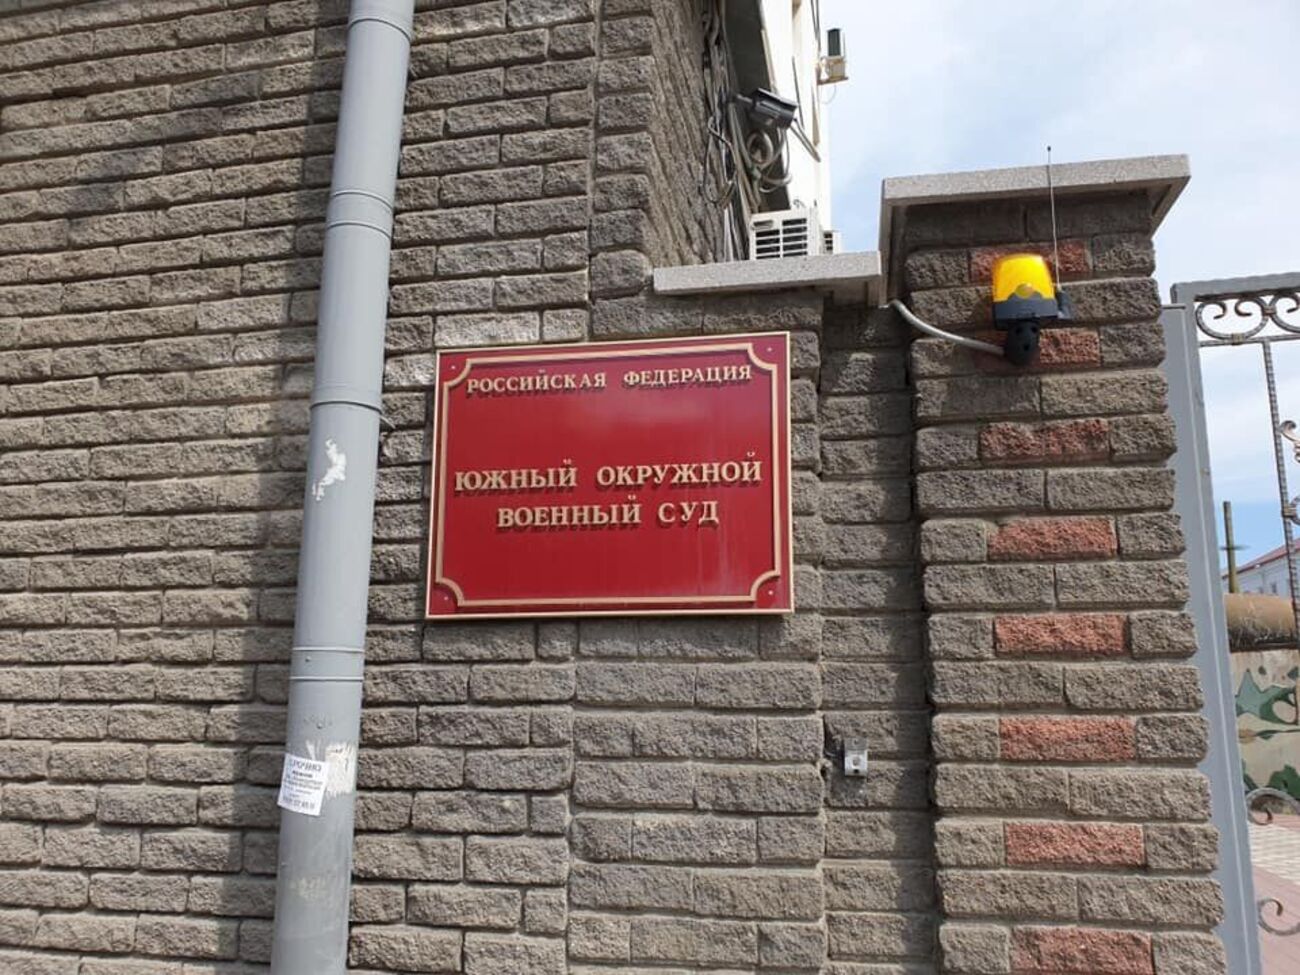 РОССИЙСКАЯ ФЕДЕРАЦИЯ
ЮЖНЫЙ ОКРУЖНОЙ
ВОЕННЫЙ СУД